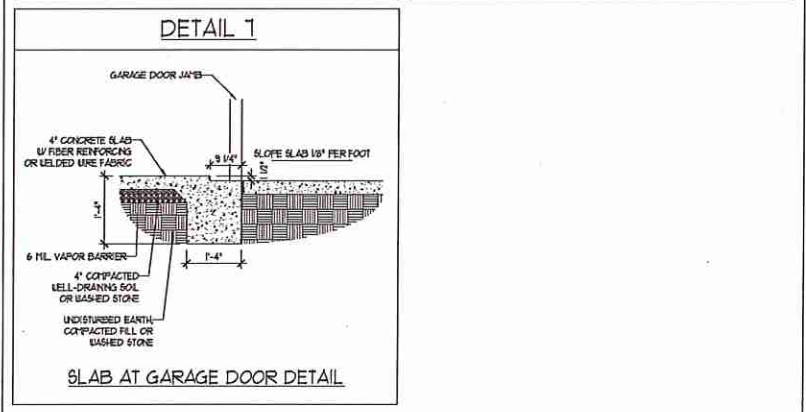 DETAIL 7
GARAGE DOOR JAMB
4" CONCRETE SLAB
W/ FIBER REINFORCING
OR WELDED WIRE FABRIC
9 1/4"
SLOPE SLAB 1/8" PER FOOT
1 1/2"
1'-4"
6 MIL. VAPOR BARRIER
1'-4"
4" COMPACTED
WELL-DRAINING SOIL
OR WASHED STONE
UNDISTURBED EARTH,
COMPACTED FILL OR
WASHED STONE
SLAB AT GARAGE DOOR DETAIL